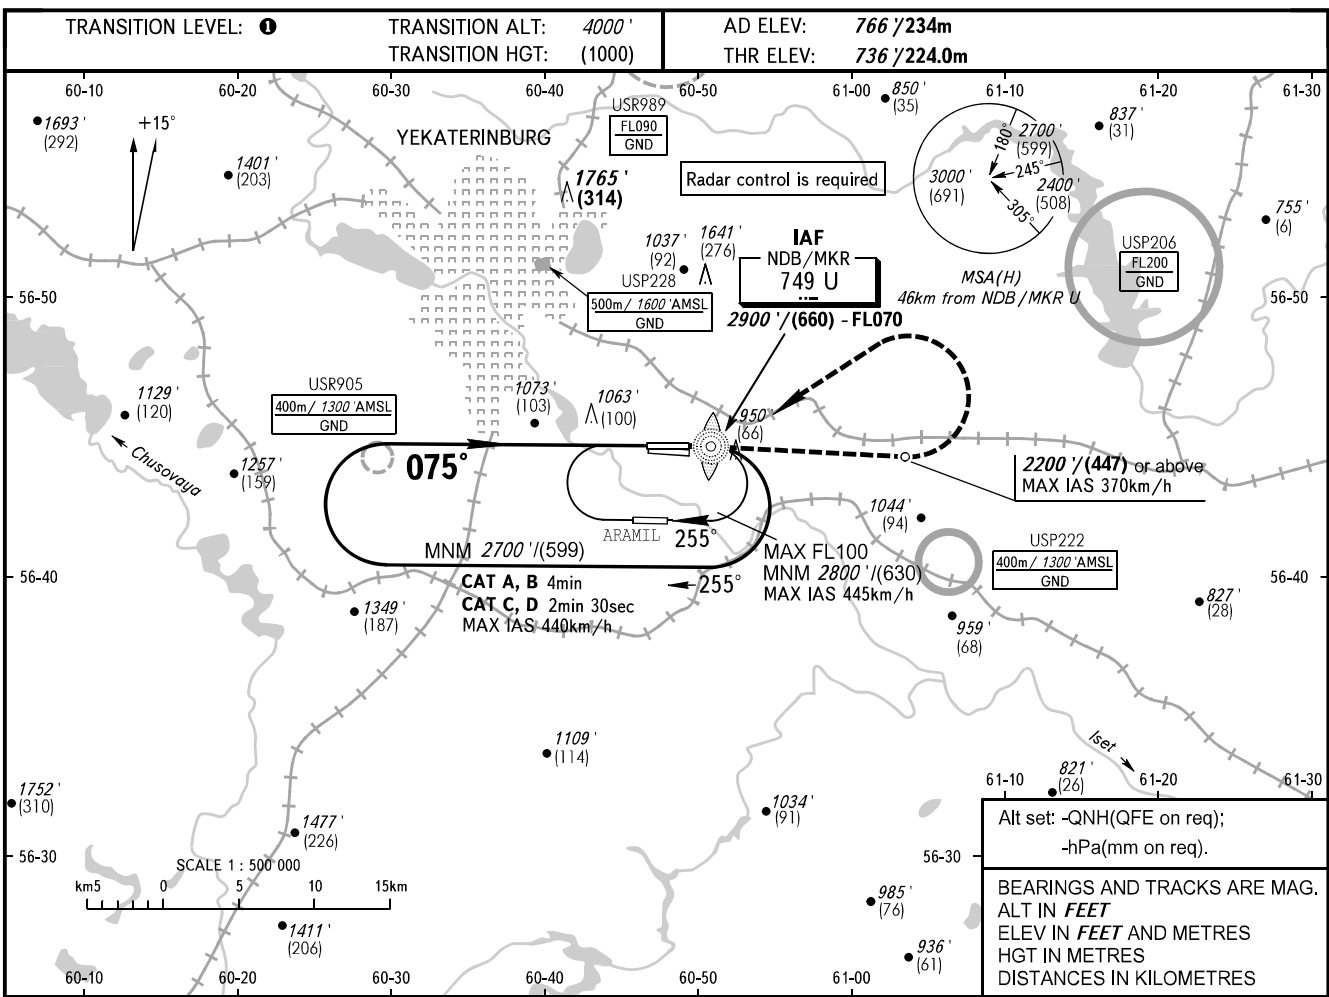 TRANSITION LEVEL: ❶
TRANSITION ALT: 4000'
TRANSITION HGT: (1000)
AD ELEV: 766'/234m
THR ELEV: 736'/224.0m
60-10
60-20
60-30
60-40
60-50
61-00
61-10
61-20
61-30
1693'
(292)
+15°
1401'
(203)
YEKATERINBURG
USR989
FL090
GND
1765'
(314)
Radar control is required
850'
(35)
837'
(31)
180°
2700'
(599)
245°
3000'
(691)
2400'
(508)
305°
MSA(H)
46km from NDB/MKR U
755'
(6)
USP206
FL200
GND
1037'
(92)
1641'
(276)
IAF
NDB/MKR
749 U
2900'/(660) - FL070
USP228
500m/1600'AMSL
GND
56-50
56-50
1129'
(120)
Chusovaya
USR905
400m/1300'AMSL
GND
1073'
(103)
1063'
(100)
950'
(66)
1257'
(159)
075°
2200'/(447) or above
MAX IAS 370km/h
1044'
(94)
ARAMIL
255°
MNM 2700'/(599)
MAX FL100
MNM 2800'/(630)
MAX IAS 445km/h
USP222
400m/1300'AMSL
GND
56-40
56-40
CAT A, B 4min
CAT C, D 2min 30sec
MAX IAS 440km/h
255°
1349'
(187)
959'
(68)
827'
(28)
1109'
(114)
Iset
1752'
(310)
1477'
(226)
1034'
(91)
61-10
821'
(26)
61-20
61-30
56-30
56-30
SCALE 1 : 500 000
km5 0 5 10 15km
1411'
(206)
985'
(76)
936'
(61)
Alt set: -QNH(QFE on req);
-hPa(mm on req).
BEARINGS AND TRACKS ARE MAG.
ALT IN FEET
ELEV IN FEET AND METRES
HGT IN METRES
DISTANCES IN KILOMETRES
60-10
60-20
60-30
60-40
60-50
61-00